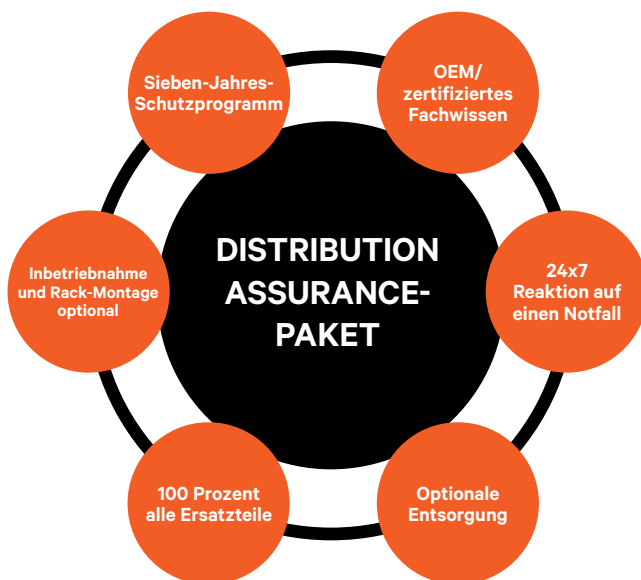 Sieben-Jahres-
Schutzprogramm
OEM/
zertifiziertes
Fachwissen
Inbetriebnahme
und Rack-Montage
optional
DISTRIBUTION
ASSURANCE-
PAKET
24x7
Reaktion auf
einen Notfall
100 Prozent
alle Ersatzteile
Optionale
Entsorgung